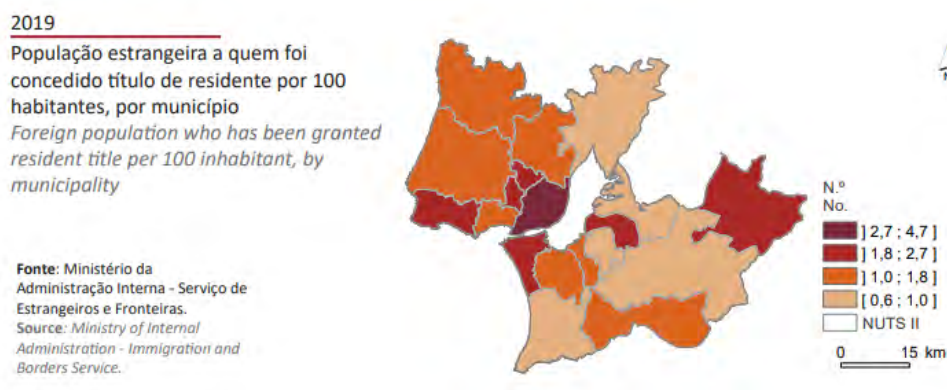 2019
População estrangeira a quem foi
concedido título de residente por 100
habitantes, por município
Foreign population who has been granted
resident title per 100 inhabitant, by
municipality
Fonte: Ministério da
Administração Interna - Serviço de
Estrangeiros e Fronteiras.
Source: Ministry of Internal
Administration - Immigration and
Borders Service.
N.º
No.
] 2,7 ; 4,7 ]
] 1,8 ; 2,7 ]
] 1,0 ; 1,8 ]
[ 0,6 ; 1,0 ]
NUTS II
0 15 km